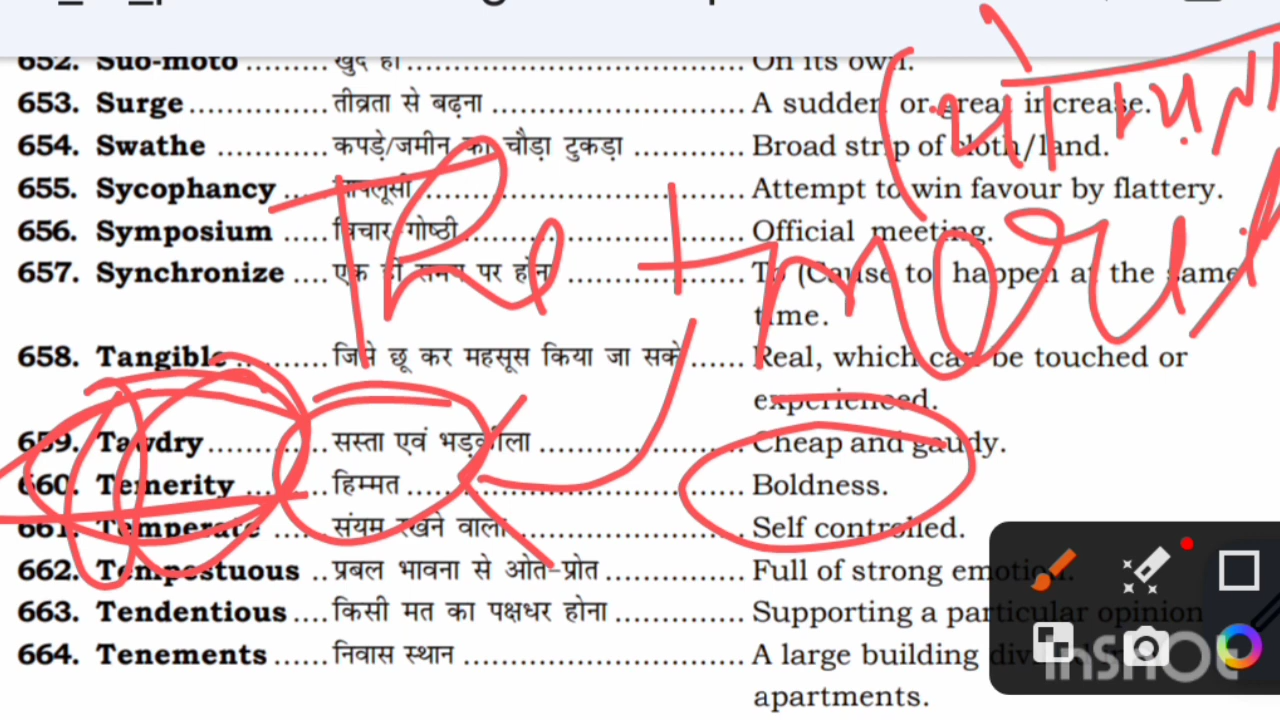 652. Suo-moto ......... खुद ही ........................................ On its own.
653. Surge ............... तीव्रता से बढ़ना ............................. A sudden or great increase.
654. Swathe ............ कपड़े/जमीन का चौड़ा टुकड़ा ............. Broad strip of cloth/land.
655. Sycophancy .... चापलूसी ...................................... Attempt to win favour by flattery.
656. Symposium ..... विचार-गोष्ठी ................................. Official meeting.
657. Synchronize .... एक ही समय पर होना .................... To (Cause to) happen at the same
time.
658. Tangible .......... जिसे छू कर महसूस किया जा सके ...... Real, which can be touched or
experienced.
659. Tawdry ............. सस्ता एवं भड़कीला ......................... Cheap and gaudy.
660. Temerity ......... हिम्मत ........................................ Boldness.
661. Temperate ....... संयम रखने वाला ............................ Self controlled.
662. Tempestuous .. प्रबल भावना से ओत-प्रोत ................ Full of strong emotion.
663. Tendentious .... किसी मत का पक्षधर होना ................ Supporting a particular opinion
664. Tenements ...... निवास स्थान ................................. A large building
apartments.
InShOt